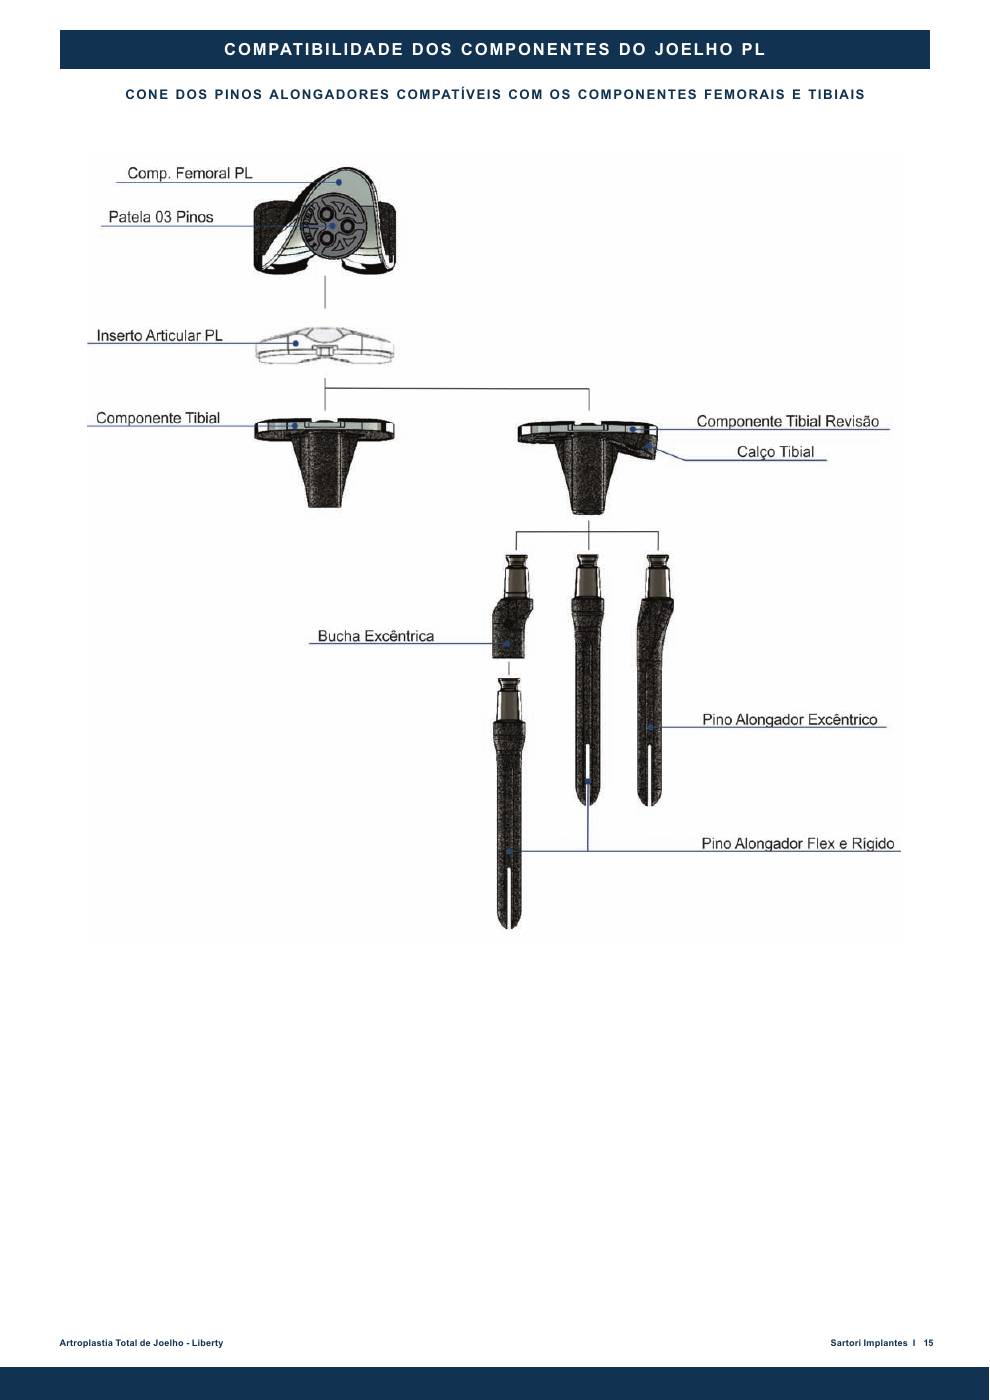 COMPATIBILIDADE DOS COMPONENTES DO JOELHO PL
CONE DOS PINOS ALONGADORES COMPATÍVEIS COM OS COMPONENTES FEMORAIS E TIBIAIS
Comp. Femoral PL
Patela 03 Pinos
Inserto Articular PL
Componente Tibial
Componente Tibial Revisão
Calço Tibial
Bucha Excêntrica
Pino Alongador Excêntrico
Pino Alongador Flex e Rígido
Artroplastia Total de Joelho - Liberty
Sartori Implantes I 15